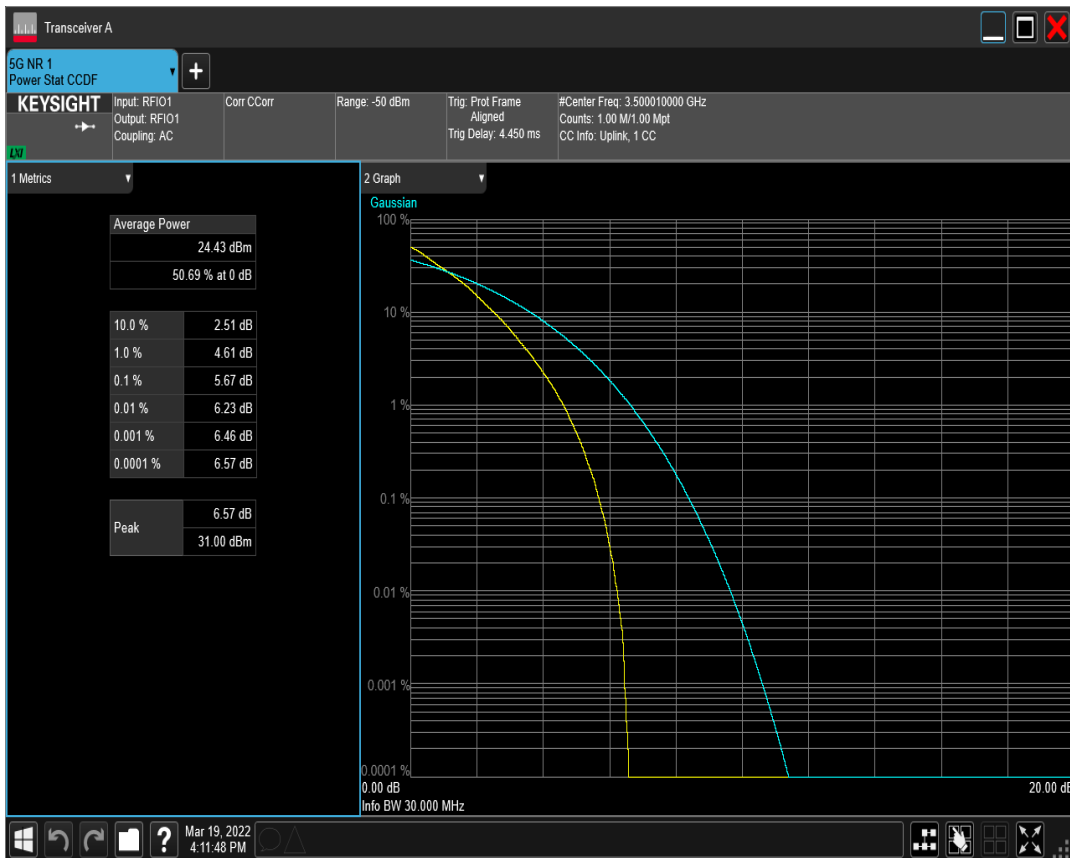 Transceiver A
5G NR 1
Power Stat CCDF
+
KEYSIGHT
LXI
Input: RFIO1
Output: RFIO1
Coupling: AC
Corr CCorr
Range: -50 dBm
Trig: Prot Frame
Aligned
Trig Delay: 4.450 ms
#Center Freq: 3.500010000 GHz
Counts: 1.00 M/1.00 Mpt
CC Info: Uplink, 1 CC
1 Metrics
Average Power
24.43 dBm
50.69 % at 0 dB
10.0 % 2.51 dB
1.0 % 4.61 dB
0.1 % 5.67 dB
0.01 % 6.23 dB
0.001 % 6.46 dB
0.0001 % 6.57 dB
Peak
6.57 dB
31.00 dBm
2 Graph
Gaussian
100 %
10 %
1 %
0.1 %
0.01 %
0.001 %
0.0001 %
0.00 dB 20.00 dB
Info BW 30.000 MHz
?
Mar 19, 2022
4:11:48 PM